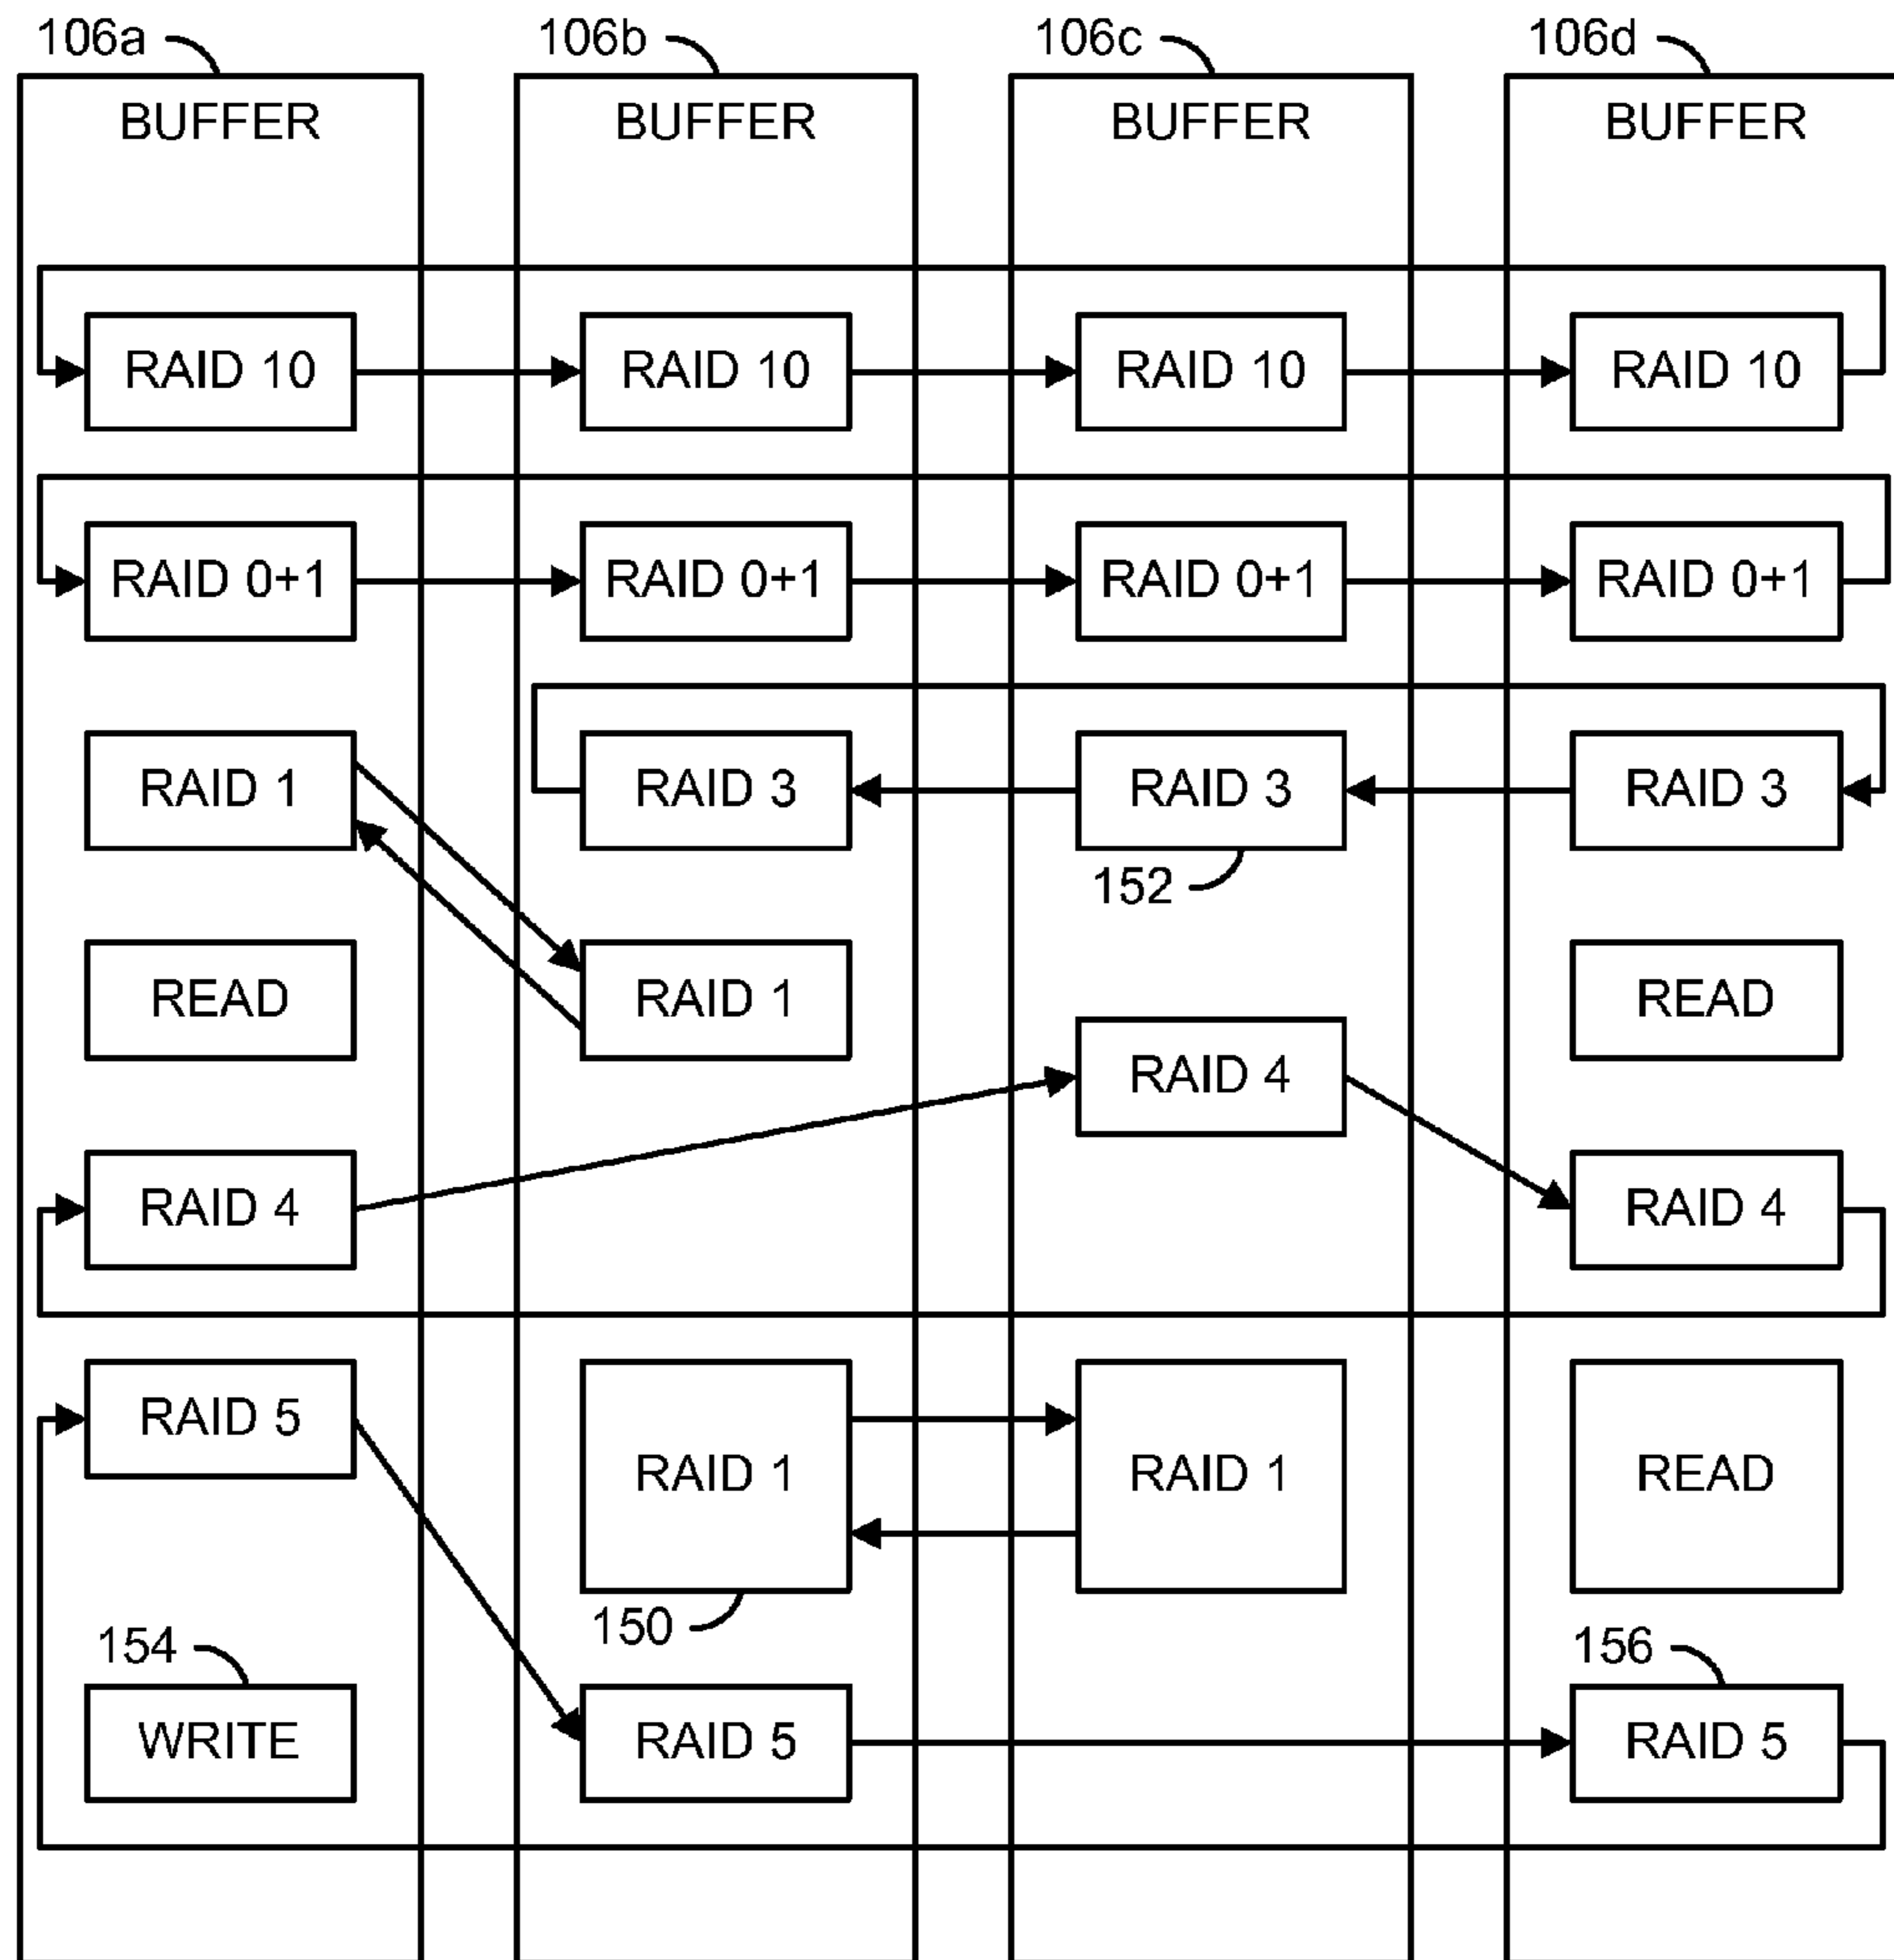 106a
106b
106c
106d
BUFFER
BUFFER
BUFFER
BUFFER
RAID 10
RAID 10
RAID 10
RAID 10
RAID 0+1
RAID 0+1
RAID 0+1
RAID 0+1
RAID 1
RAID 3
RAID 3
RAID 3
152
READ
RAID 1
READ
RAID 4
RAID 4
RAID 4
RAID 5
RAID 1
RAID 1
READ
150
154
156
WRITE
RAID 5
RAID 5